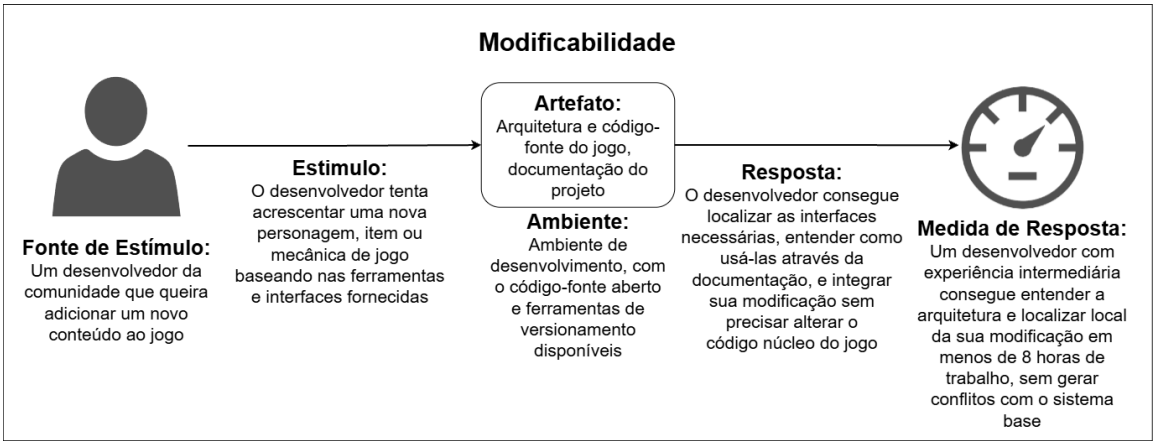 Modificabilidade
Fonte de Estímulo:
Um desenvolvedor da
comunidade que queira
adicionar um novo
conteúdo ao jogo
Estimulo:
O desenvolvedor tenta
acrescentar uma nova
personagem, item ou
mecânica de jogo
baseando nas ferramentas
e interfaces fornecidas
Artefato:
Arquitetura e código-
fonte do jogo,
documentação do
projeto
Ambiente:
Ambiente de
desenvolvimento, com
o código-fonte aberto
e ferramentas de
versionamento
disponíveis
Resposta:
O desenvolvedor consegue
localizar as interfaces
necessárias, entender como
usá-las através da
documentação, e integrar
sua modificação sem
precisar alterar o
código núcleo do jogo
Medida de Resposta:
Um desenvolvedor com
experiência intermediária
consegue entender a
arquitetura e localizar local
da sua modificação em
menos de 8 horas de
trabalho, sem gerar
conflitos com o sistema
base